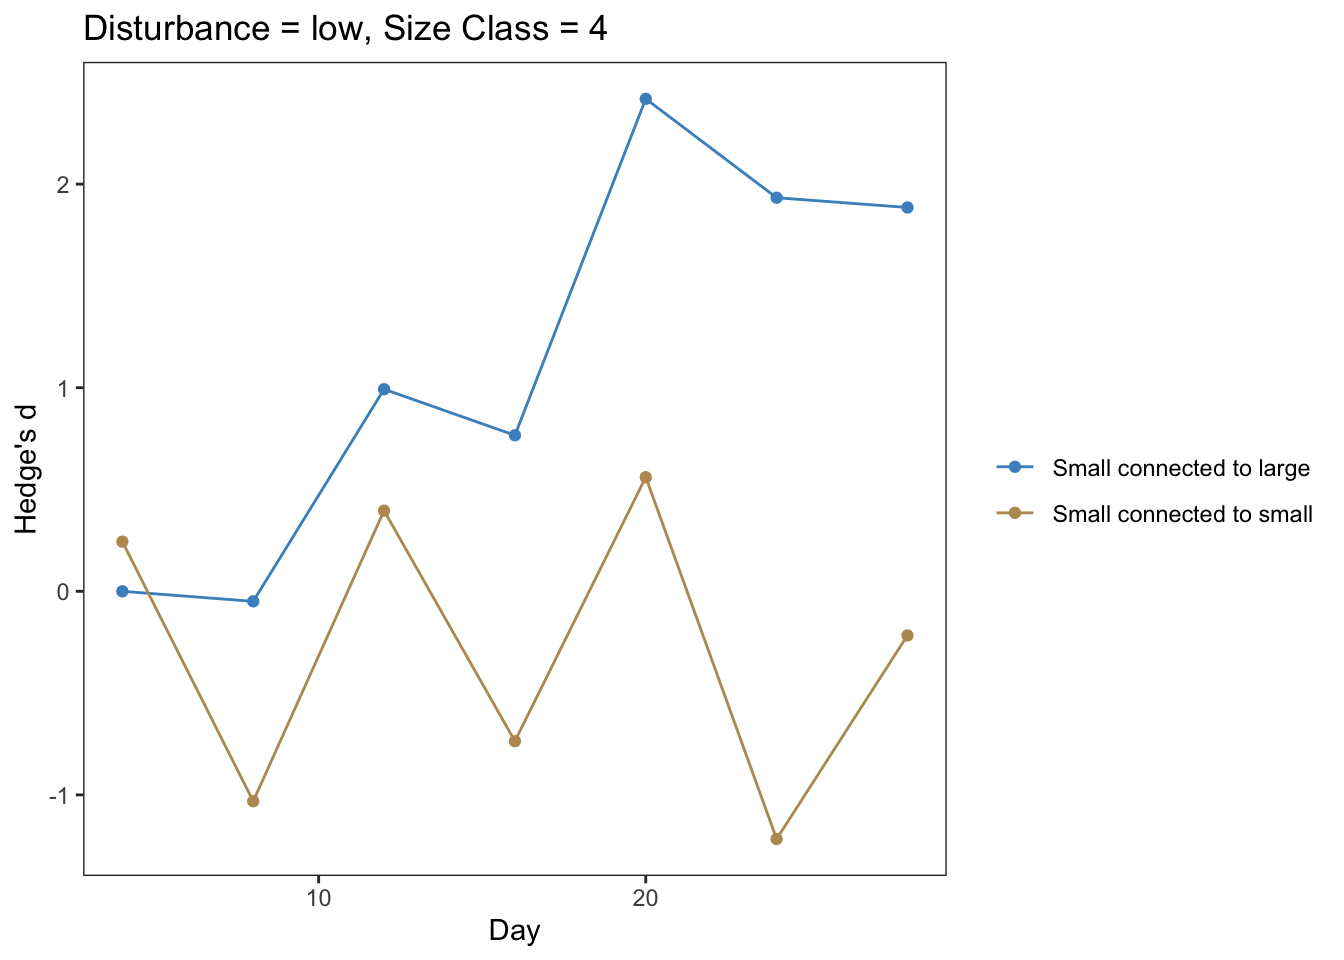 Disturbance = low, Size Class = 4
Hedge's d
2
1
0
-1
10
20
Day
Small connected to large
Small connected to small